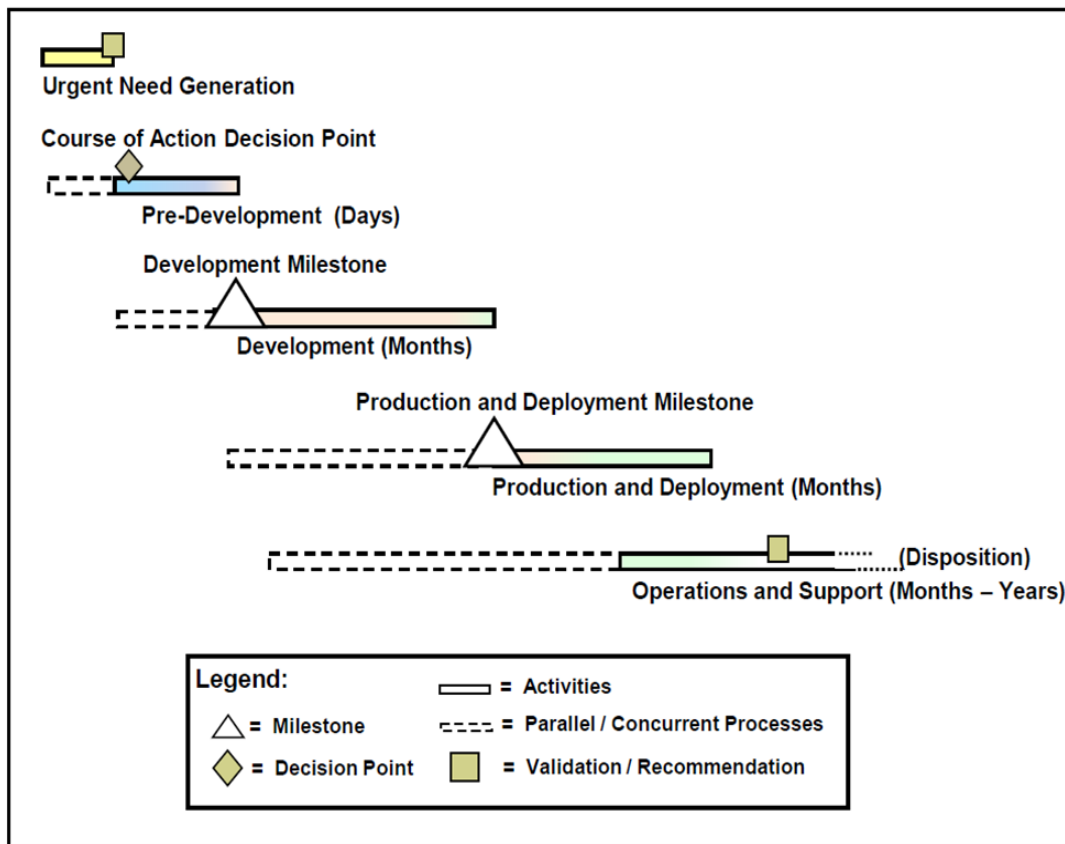 Urgent Need Generation
Course of Action Decision Point
Pre-Development (Days)
Development Milestone
Development (Months)
Production and Deployment Milestone
Production and Deployment (Months)
(Disposition)
Operations and Support (Months – Years)
Legend:
= Activities
= Milestone
= Parallel / Concurrent Processes
= Decision Point
= Validation / Recommendation